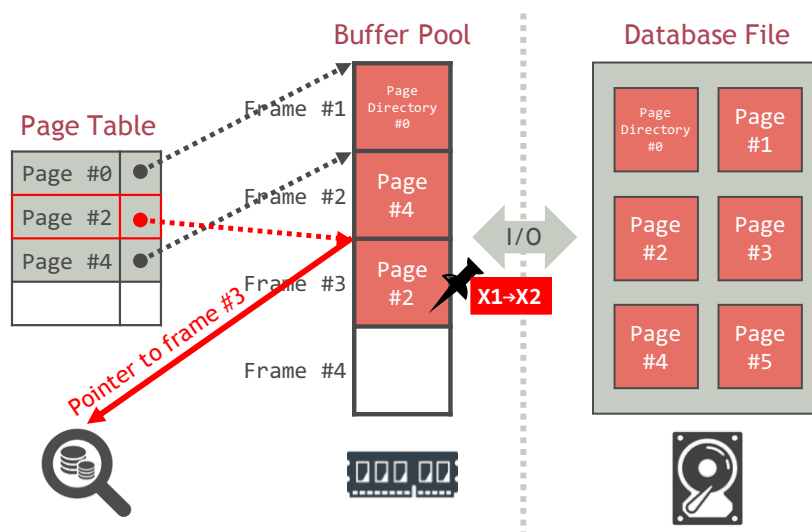 Buffer Pool
Database File
Page Table
Page #0
Page #2
Page #4
Pointer to frame #3
Frame #1
Frame #2
Frame #3
Frame #4
Page
Directory
#0
Page
#4
Page
#2
X1→X2
I/O
Page
Directory
#0
Page
#1
Page
#2
Page
#3
Page
#4
Page
#5